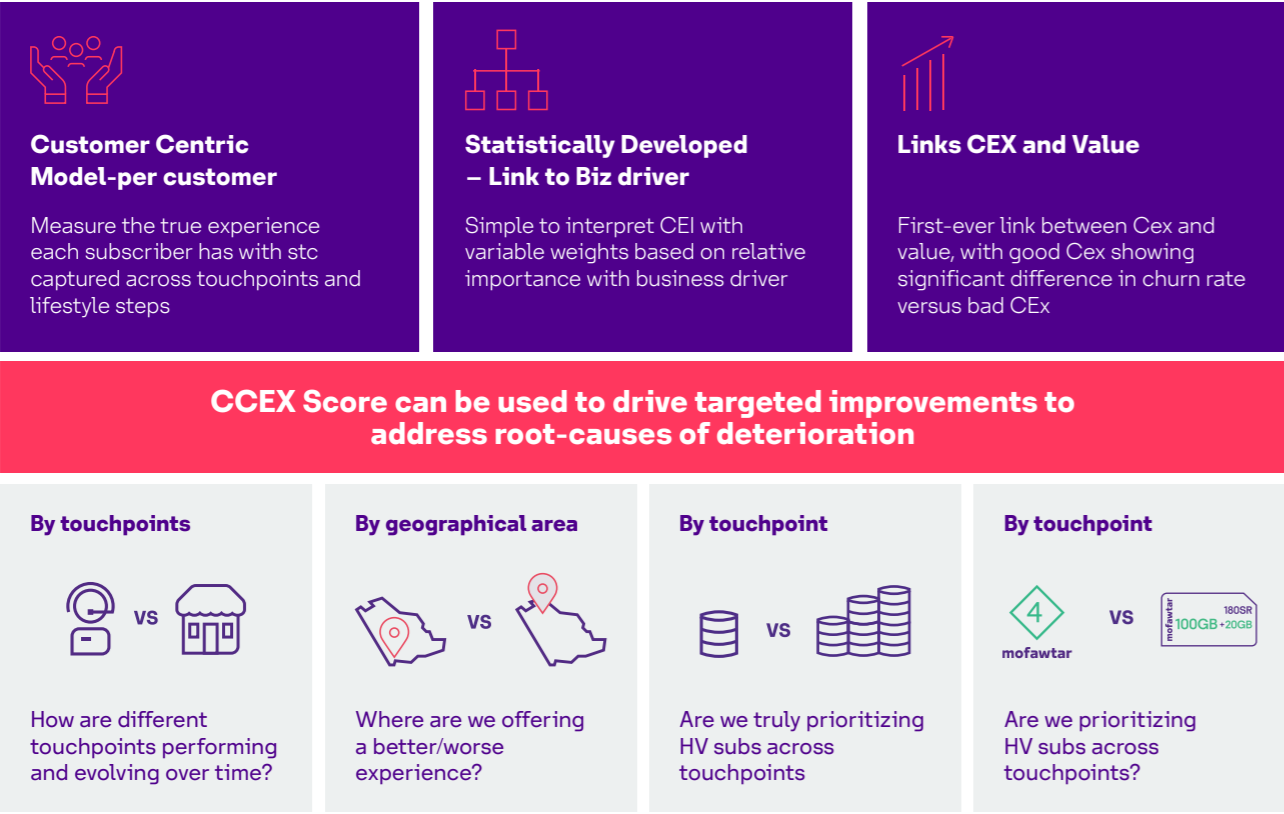 Customer Centric
Model-per customer
Measure the true experience
each subscriber has with stc
captured across touchpoints and
lifestyle steps
Statistically Developed
– Link to Biz driver
Simple to interpret CEI with
variable weights based on relative
importance with business driver
Links CEX and Value
First-ever link between Cex and
value, with good Cex showing
significant difference in churn rate
versus bad CEx
CCEX Score can be used to drive targeted improvements to
address root-causes of deterioration
By touchpoints
VS
How are different
touchpoints performing
and evolving over time?
By geographical area
VS
Where are we offering
a better/worse
experience?
By touchpoint
VS
Are we truly prioritizing
HV subs across
touchpoints
By touchpoint
4
mofawtar
VS
mofawtar
180SR
100GB+20GB
Are we prioritizing
HV subs across
touchpoints?